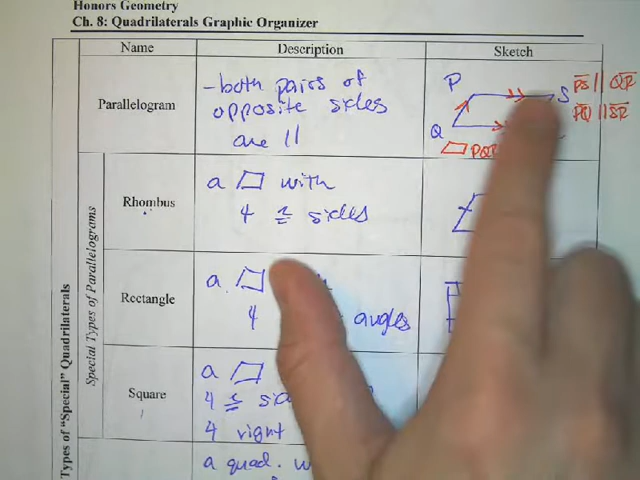 Honors Geometry
Ch. 8: Quadrilaterals Graphic Organizer
Name Description Sketch
Types of "Special" Quadrilaterals
Special Types of Parallelograms
Parallelogram
-both pairs of
opposite sides
are ||
P
S
Q
PS || QR
PQ || SR
▱
Rhombus
a ▱ with
4 ≅ sides
Rectangle
a ▱
4 angles
Square
a ▱
4 ≅
4 right
a quad.